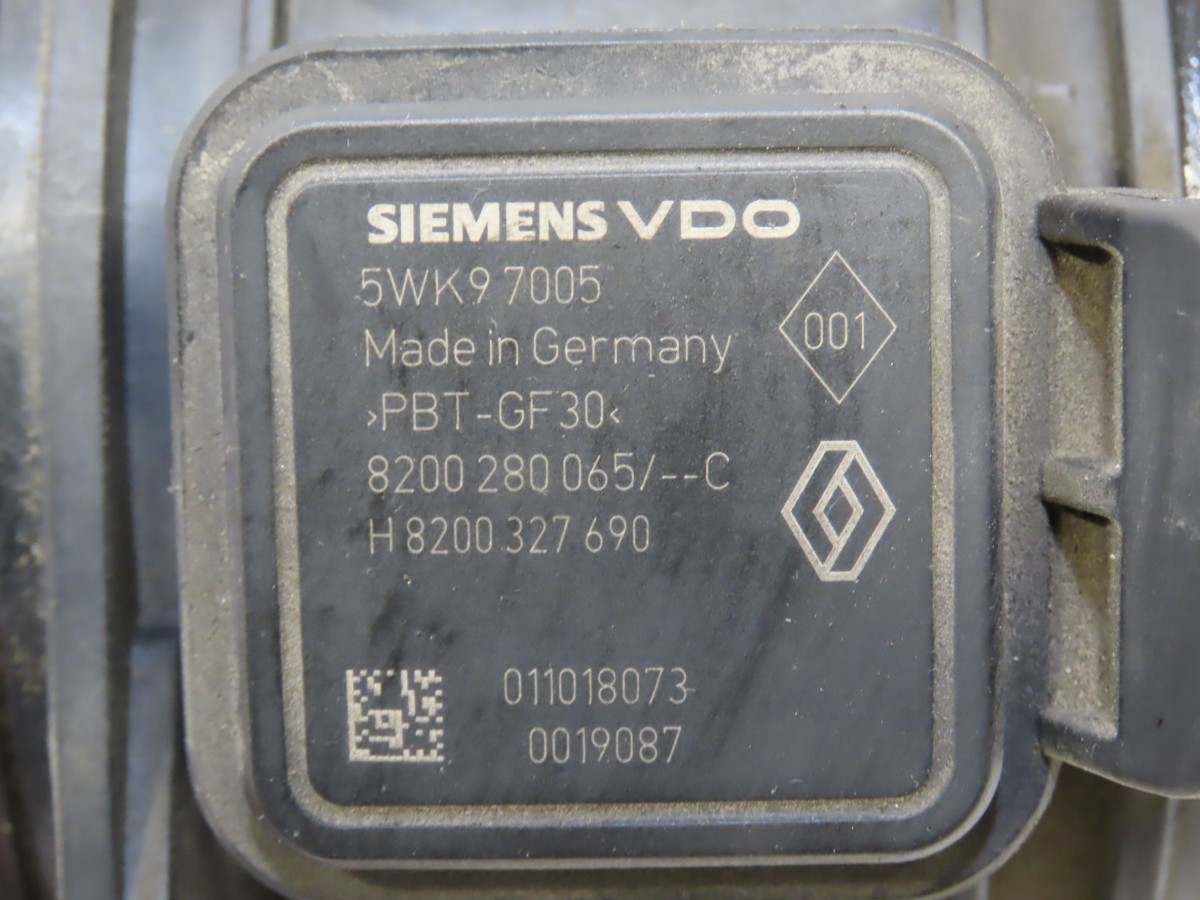 SIEMENS VDO
5WK9 7005
Made in Germany
›PBT-GF30‹
8200 280 065/--C
H 8200 327 690
001
011018073
0019087